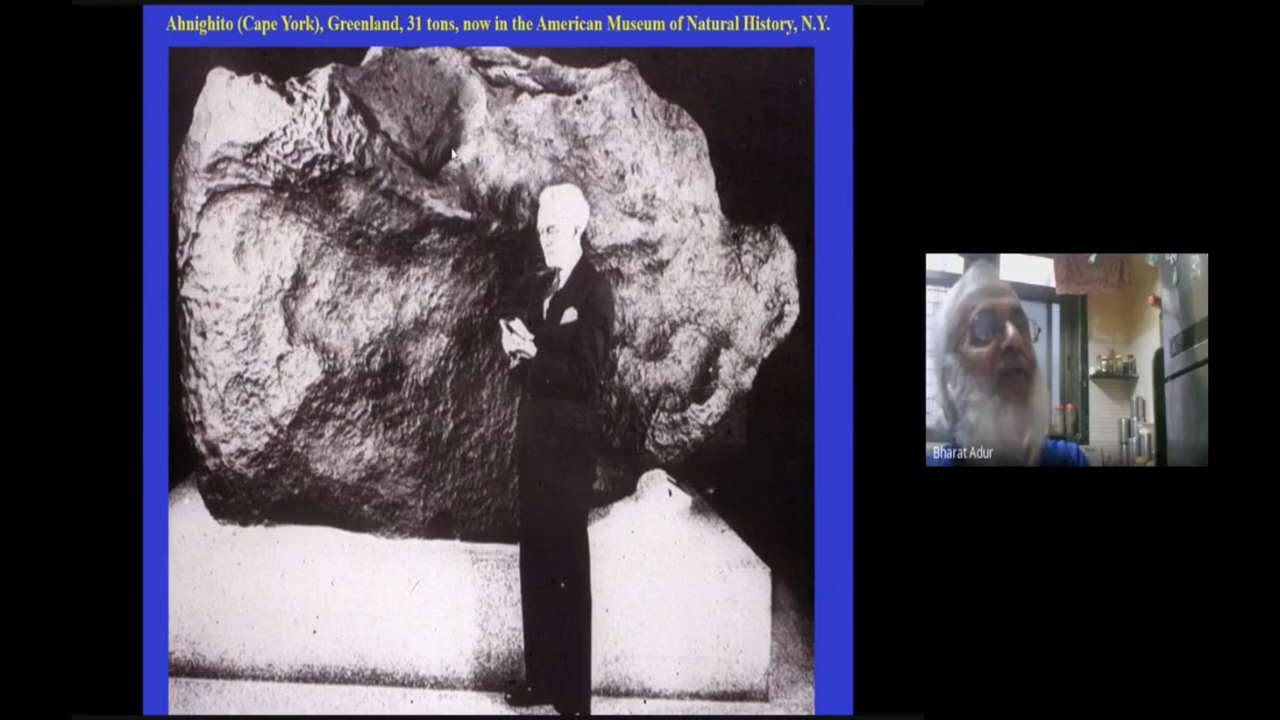 Ahnighito (Cape York), Greenland, 31 tons, now in the American Museum of Natural History, N.Y.
Bharat Adur